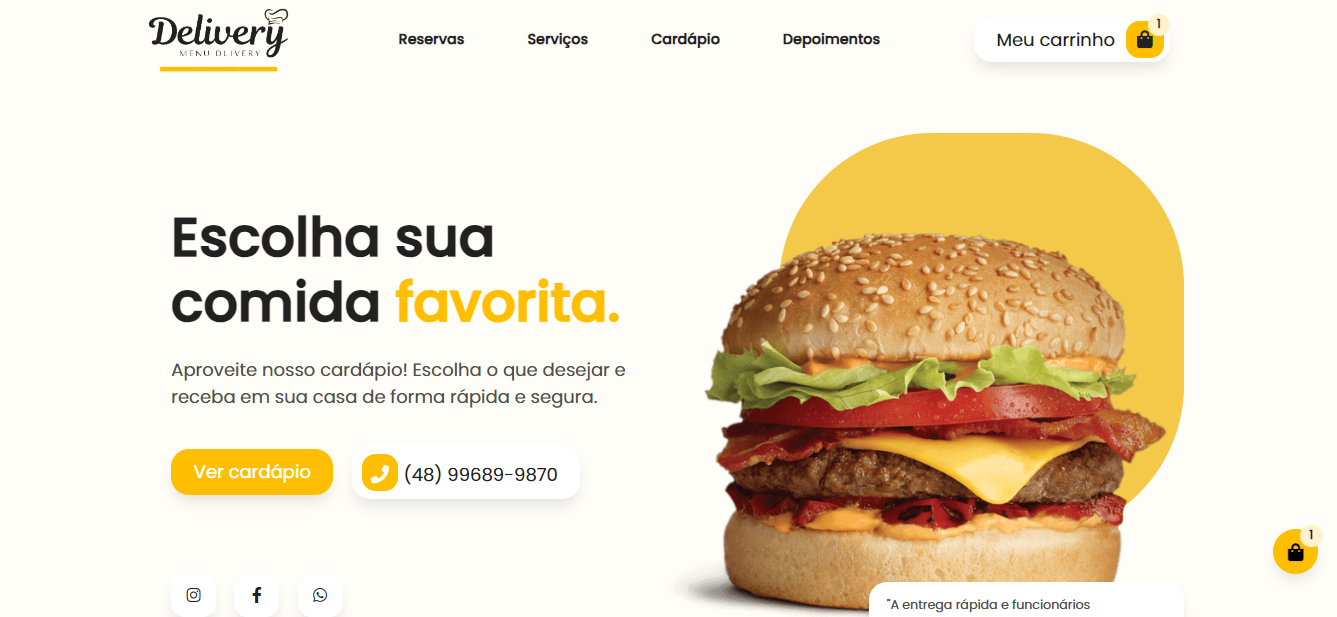 Delivery
MENU DLIVERY
Reservas
Serviços
Cardápio
Depoimentos
Meu carrinho
1
Escolha sua
comida favorita.
Aproveite nosso cardápio! Escolha o que desejar e
receba em sua casa de forma rápida e segura.
Ver cardápio
(48) 99689-9870
1
"A entrega rápida e funcionários